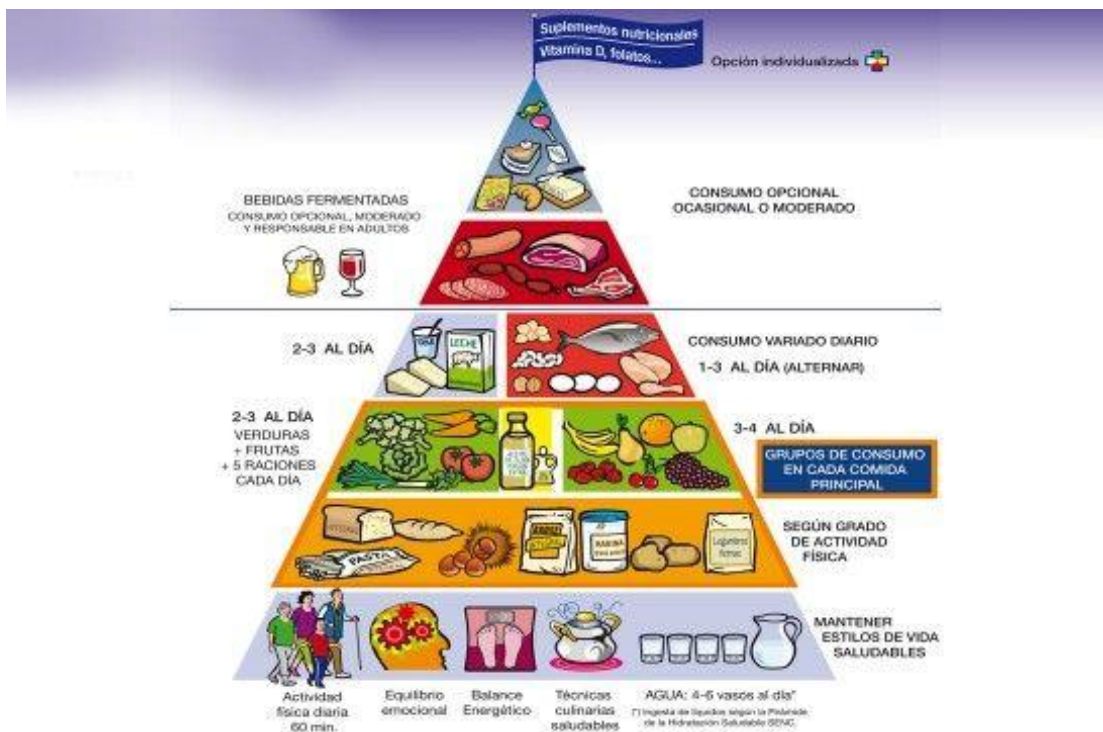 Suplementos nutricionales
Vitamina D, folatos...
Opción individualizada
BEBIDAS FERMENTADAS
CONSUMO OPCIONAL, MODERADO
Y RESPONSABLE EN ADULTOS
CONSUMO OPCIONAL
OCASIONAL O MODERADO
2-3 AL DÍA
LECHE
CONSUMO VARIADO DIARIO
1-3 AL DÍA (ALTERNAR)
2-3 AL DÍA
VERDURAS
+ FRUTAS
+ 5 RACIONES
CADA DÍA
3-4 AL DÍA
GRUPOS DE CONSUMO
EN CADA COMIDA
PRINCIPAL
PASTA
HARINA
Legumbres
SEGÚN GRADO
DE ACTIVIDAD
FÍSICA
MANTENER
ESTILOS DE VIDA
SALUDABLES
Actividad
física diaria
60 min.
Equilibrio
emocional
Balance
Energético
Técnicas
culinarias
saludables
AGUA: 4-6 vasos al día*
(*) Ingesta de líquidos según la Pirámide
de la Hidratación Saludable SENC.